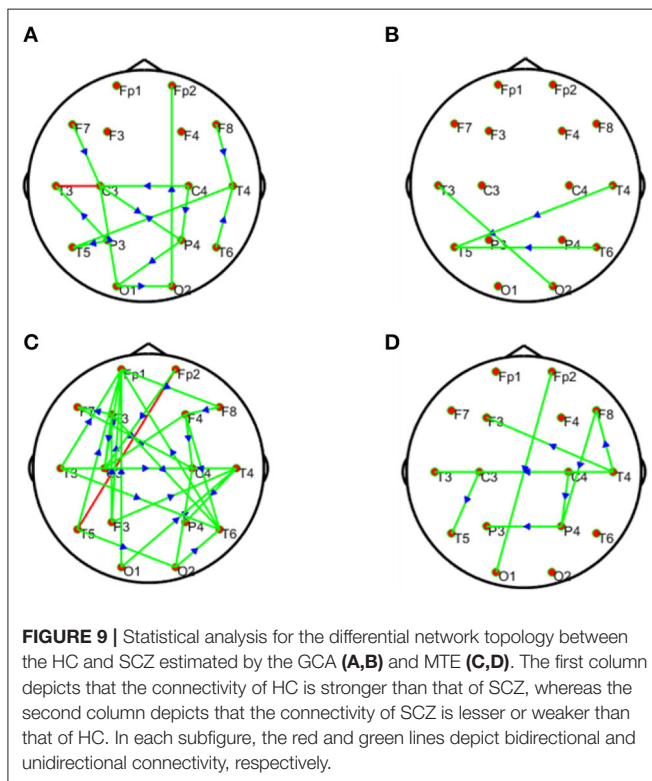 A
B
Fp1 Fp2
Fp1 Fp2
F7 F3 F4 F8
F7 F3 F4 F8
T3 C3 C4 T4
T3 C3 C4 T4
T5 P3 P4 T6
T5 P3 P4 T6
O1 O2
O1 O2
C
D
Fp1 Fp2
Fp1 Fp2
F7 F3 F4 F8
F7 F3 F4 F8
T3 C3 C4 T4
T3 C3 C4 T4
T5 P3 P4 T6
T5 P3 P4 T6
O1 O2
O1 O2
FIGURE 9 | Statistical analysis for the differential network topology between
the HC and SCZ estimated by the GCA (A,B) and MTE (C,D). The first column
depicts that the connectivity of HC is stronger than that of SCZ, whereas the
second column depicts that the connectivity of SCZ is lesser or weaker than
that of HC. In each subfigure, the red and green lines depict bidirectional and
unidirectional connectivity, respectively.